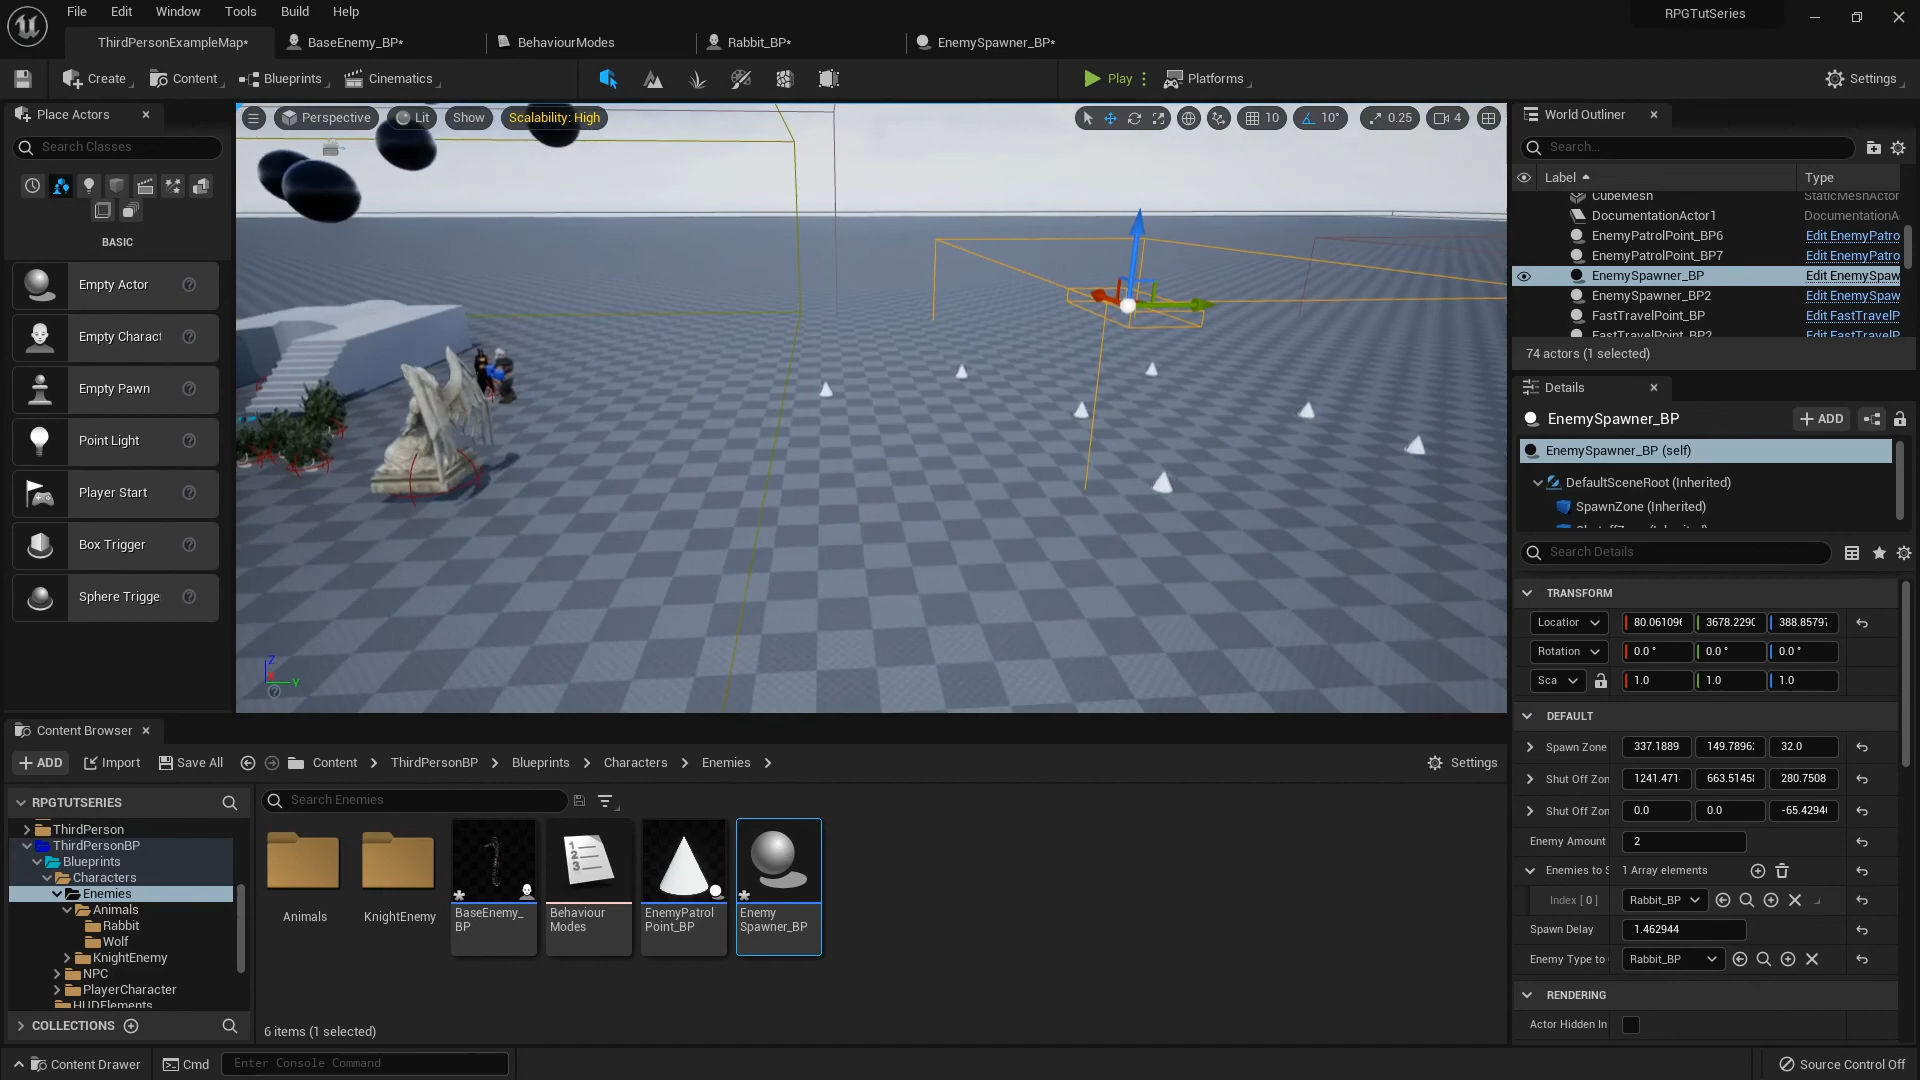 File Edit Window Tools Build Help
RPGTutSeries
ThirdPersonExampleMap* BaseEnemy_BP* BehaviourModes Rabbit_BP* EnemySpawner_BP*
Create Content Blueprints Cinematics Play Platforms Settings
Place Actors
Search Classes
BASIC
Empty Actor
Empty Charact
Empty Pawn
Point Light
Player Start
Box Trigger
Sphere Trigge
Perspective Lit Show Scalability: High
10 10° 0.25 4
Z
Y
World Outliner
Search...
Label Type
CubeMesh StaticMeshActor
DocumentationActor1 DocumentationA
EnemyPatrolPoint_BP6 Edit EnemyPatro
EnemyPatrolPoint_BP7 Edit EnemyPatro
EnemySpawner_BP Edit EnemySpaw
EnemySpawner_BP2 Edit EnemySpaw
FastTravelPoint_BP Edit FastTravelP
FastTravelPoint_BP2 Edit FastTravelP
74 actors (1 selected)
Details
EnemySpawner_BP ADD
EnemySpawner_BP (self)
DefaultSceneRoot (Inherited)
SpawnZone (Inherited)
Search Details
TRANSFORM
Location 80.061096 3678.2290 388.85797
Rotation 0.0° 0.0° 0.0°
Sca 1.0 1.0 1.0
DEFAULT
Spawn Zone 337.1889 149.78962 32.0
Shut Off Zon 1241.471 663.51458 280.7508
Shut Off Zon 0.0 0.0 -65.42940
Enemy Amount 2
Enemies to S 1 Array elements
Index [ 0 ] Rabbit_BP
Spawn Delay 1.462944
Enemy Type to Rabbit_BP
RENDERING
Actor Hidden In
Content Browser
ADD Import Save All Content ThirdPersonBP Blueprints Characters Enemies Settings
RPGTUTSERIES
ThirdPerson
ThirdPersonBP
Blueprints
Characters
Enemies
Animals
Rabbit
Wolf
KnightEnemy
NPC
PlayerCharacter
HUDElements
COLLECTIONS
Search Enemies
Animals
KnightEnemy
BaseEnemy_
BP
Behaviour
Modes
EnemyPatrol
Point_BP
Enemy
Spawner_BP
6 items (1 selected)
Content Drawer Cmd Enter Console Command Source Control Off